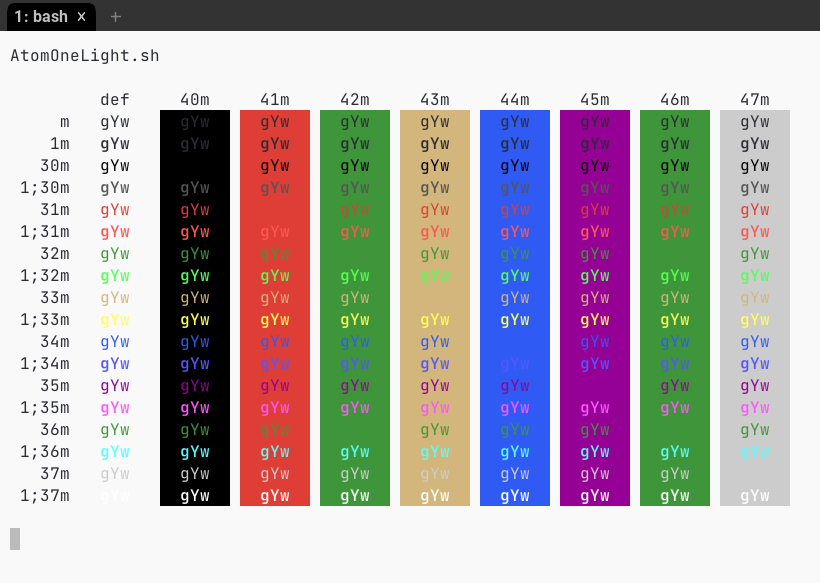 1: bash × +
AtomOneLight.sh
def 40m 41m 42m 43m 44m 45m 46m 47m
m gYw gYw gYw gYw gYw gYw gYw gYw gYw
1m gYw gYw gYw gYw gYw gYw gYw gYw gYw
30m gYw gYw gYw gYw gYw gYw gYw gYw
1;30m gYw gYw gYw gYw gYw gYw gYw gYw gYw
31m gYw gYw gYw gYw gYw gYw gYw gYw
1;31m gYw gYw gYw gYw gYw gYw gYw gYw gYw
32m gYw gYw gYw gYw gYw gYw gYw
1;32m gYw gYw gYw gYw gYw gYw gYw gYw gYw
33m gYw gYw gYw gYw gYw gYw gYw gYw
1;33m gYw gYw gYw gYw gYw gYw gYw gYw gYw
34m gYw gYw gYw gYw gYw gYw gYw gYw
1;34m gYw gYw gYw gYw gYw gYw gYw gYw gYw
35m gYw gYw gYw gYw gYw gYw gYw gYw
1;35m gYw gYw gYw gYw gYw gYw gYw gYw gYw
36m gYw gYw gYw gYw gYw gYw gYw
1;36m gYw gYw gYw gYw gYw gYw gYw gYw gYw
37m gYw gYw gYw gYw gYw gYw gYw gYw
1;37m gYw gYw gYw gYw gYw gYw gYw gYw gYw